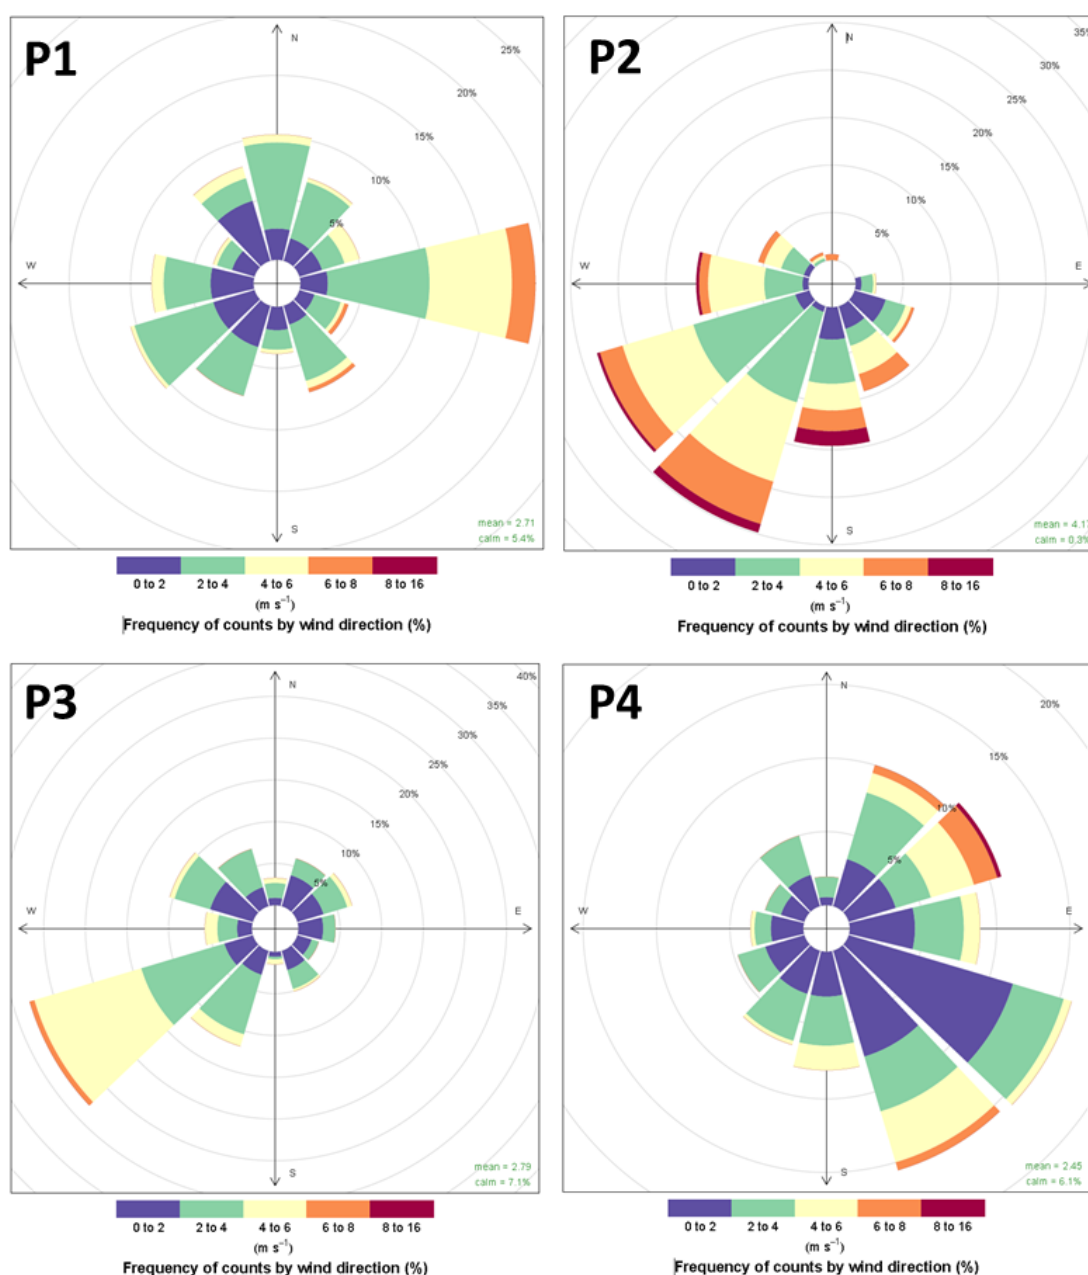 P1
N
25%
20%
15%
10%
5%
W
S
mean = 2.71
calm = 5.4%
0 to 2 2 to 4 4 to 6 6 to 8 8 to 16
(m s⁻¹)
Frequency of counts by wind direction (%)
P2
N
35%
30%
25%
20%
15%
10%
5%
W
E
S
mean = 4.17
calm = 0.3%
0 to 2 2 to 4 4 to 6 6 to 8 8 to 16
(m s⁻¹)
Frequency of counts by wind direction (%)
P3
N
40%
35%
30%
25%
20%
15%
10%
5%
W
E
S
mean = 2.79
calm = 7.1%
0 to 2 2 to 4 4 to 6 6 to 8 8 to 16
(m s⁻¹)
Frequency of counts by wind direction (%)
P4
N
20%
15%
10%
5%
W
E
S
mean = 2.45
calm = 6.1%
0 to 2 2 to 4 4 to 6 6 to 8 8 to 16
(m s⁻¹)
Frequency of counts by wind direction (%)